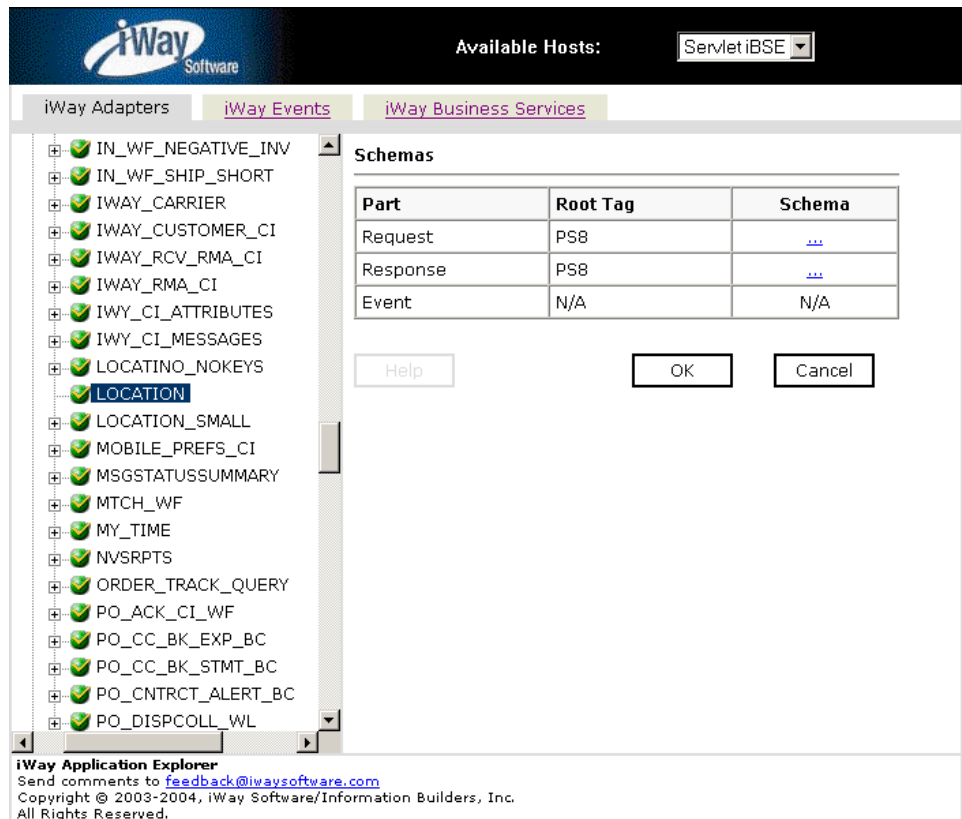 iWay Software
Available Hosts: Servlet iBSE
iWay Adapters iWay Events iWay Business Services
IN_WF_NEGATIVE_INV
IN_WF_SHIP_SHORT
IWAY_CARRIER
IWAY_CUSTOMER_CI
IWAY_RCV_RMA_CI
IWAY_RMA_CI
IWY_CI_ATTRIBUTES
IWY_CI_MESSAGES
LOCATINO_NOKEYS
LOCATION
LOCATION_SMALL
MOBILE_PREFS_CI
MSGSTATUSSUMMARY
MTCH_WF
MY_TIME
NVSRPTS
ORDER_TRACK_QUERY
PO_ACK_CI_WF
PO_CC_BK_EXP_BC
PO_CC_BK_STMT_BC
PO_CNTRCT_ALERT_BC
PO_DISPCOLL_WL
Schemas
Part Root Tag Schema
Request PS8 ...
Response PS8 ...
Event N/A N/A
Help OK Cancel
iWay Application Explorer
Send comments to feedback@iwaysoftware.com
Copyright © 2003-2004, iWay Software/Information Builders, Inc.
All Rights Reserved.